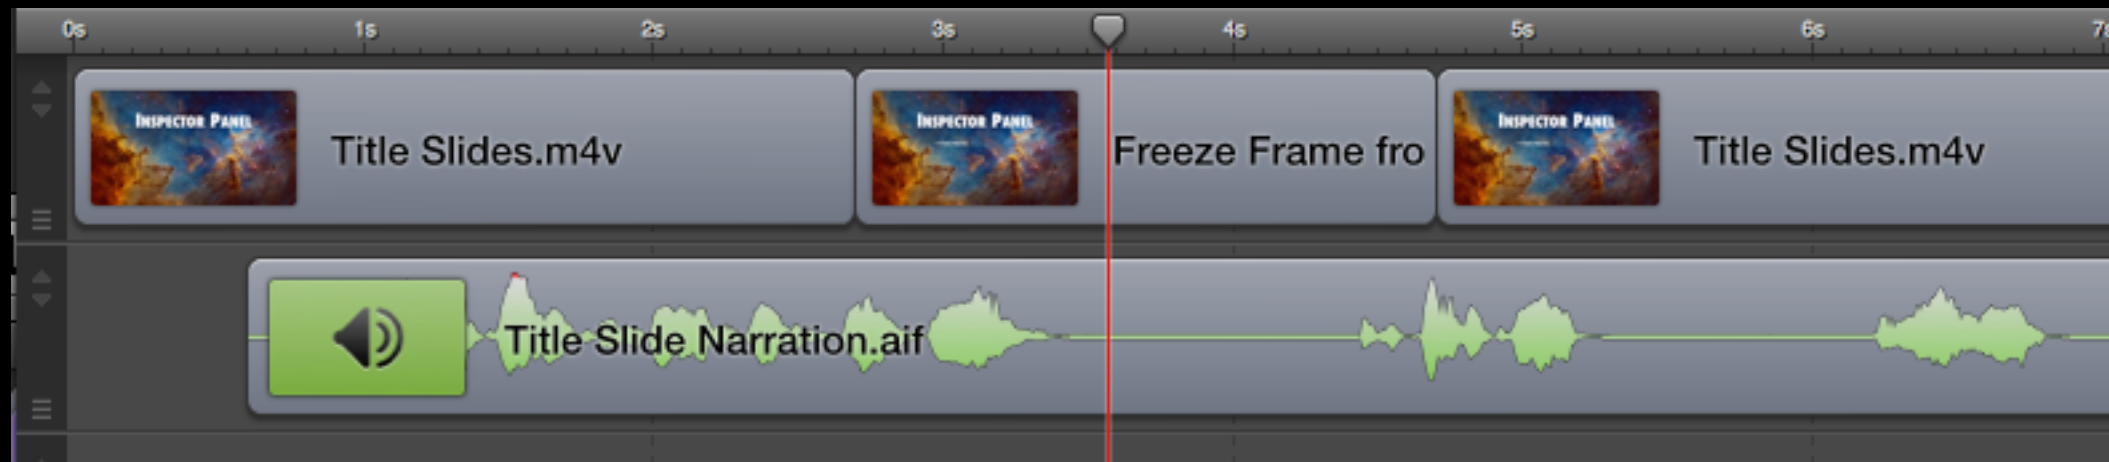 0s 1s 2s 3s 4s 5s 6s 7s
INSPECTOR PANEL
Title Slides.m4v
INSPECTOR PANEL
Freeze Frame fro
INSPECTOR PANEL
Title Slides.m4v
Title Slide Narration.aif